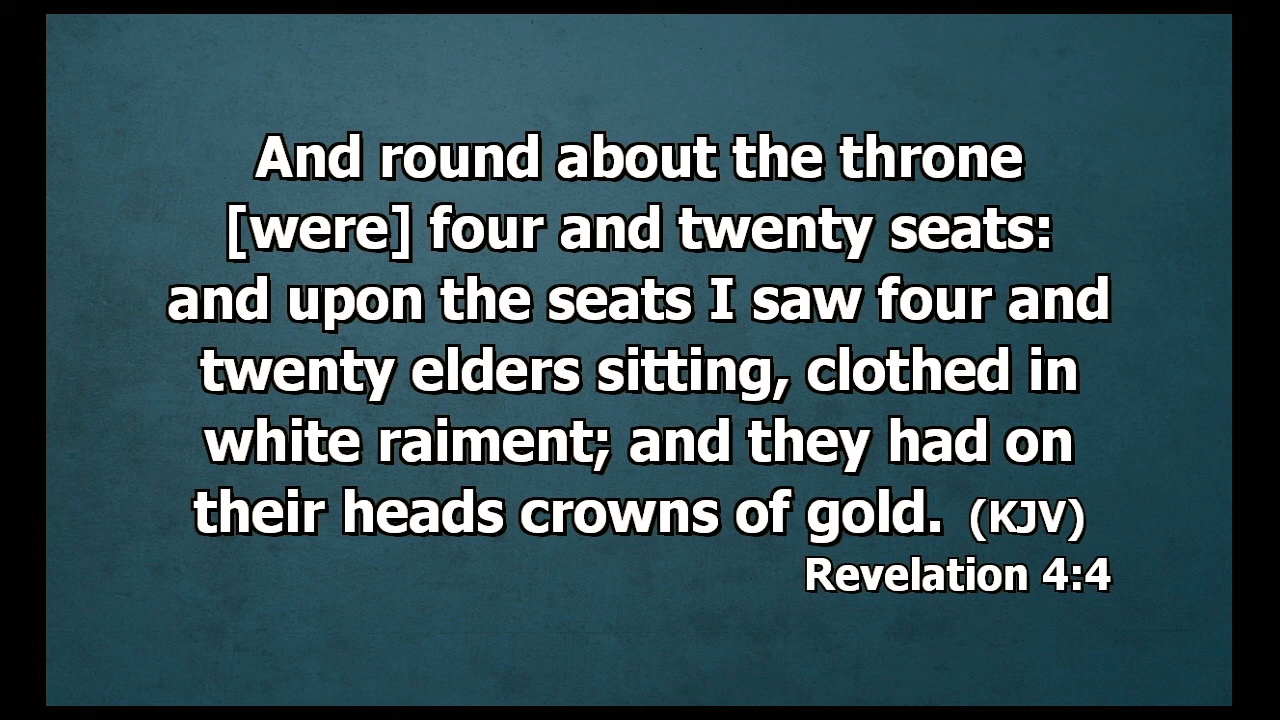 And round about the throne
[were] four and twenty seats:
and upon the seats I saw four and
twenty elders sitting, clothed in
white raiment; and they had on
their heads crowns of gold. (KJV)
Revelation 4:4